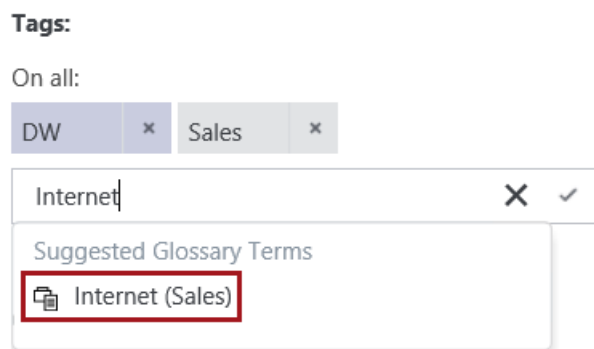 Tags:
On all:
DW × Sales ×
Internet
Suggested Glossary Terms
Internet (Sales)